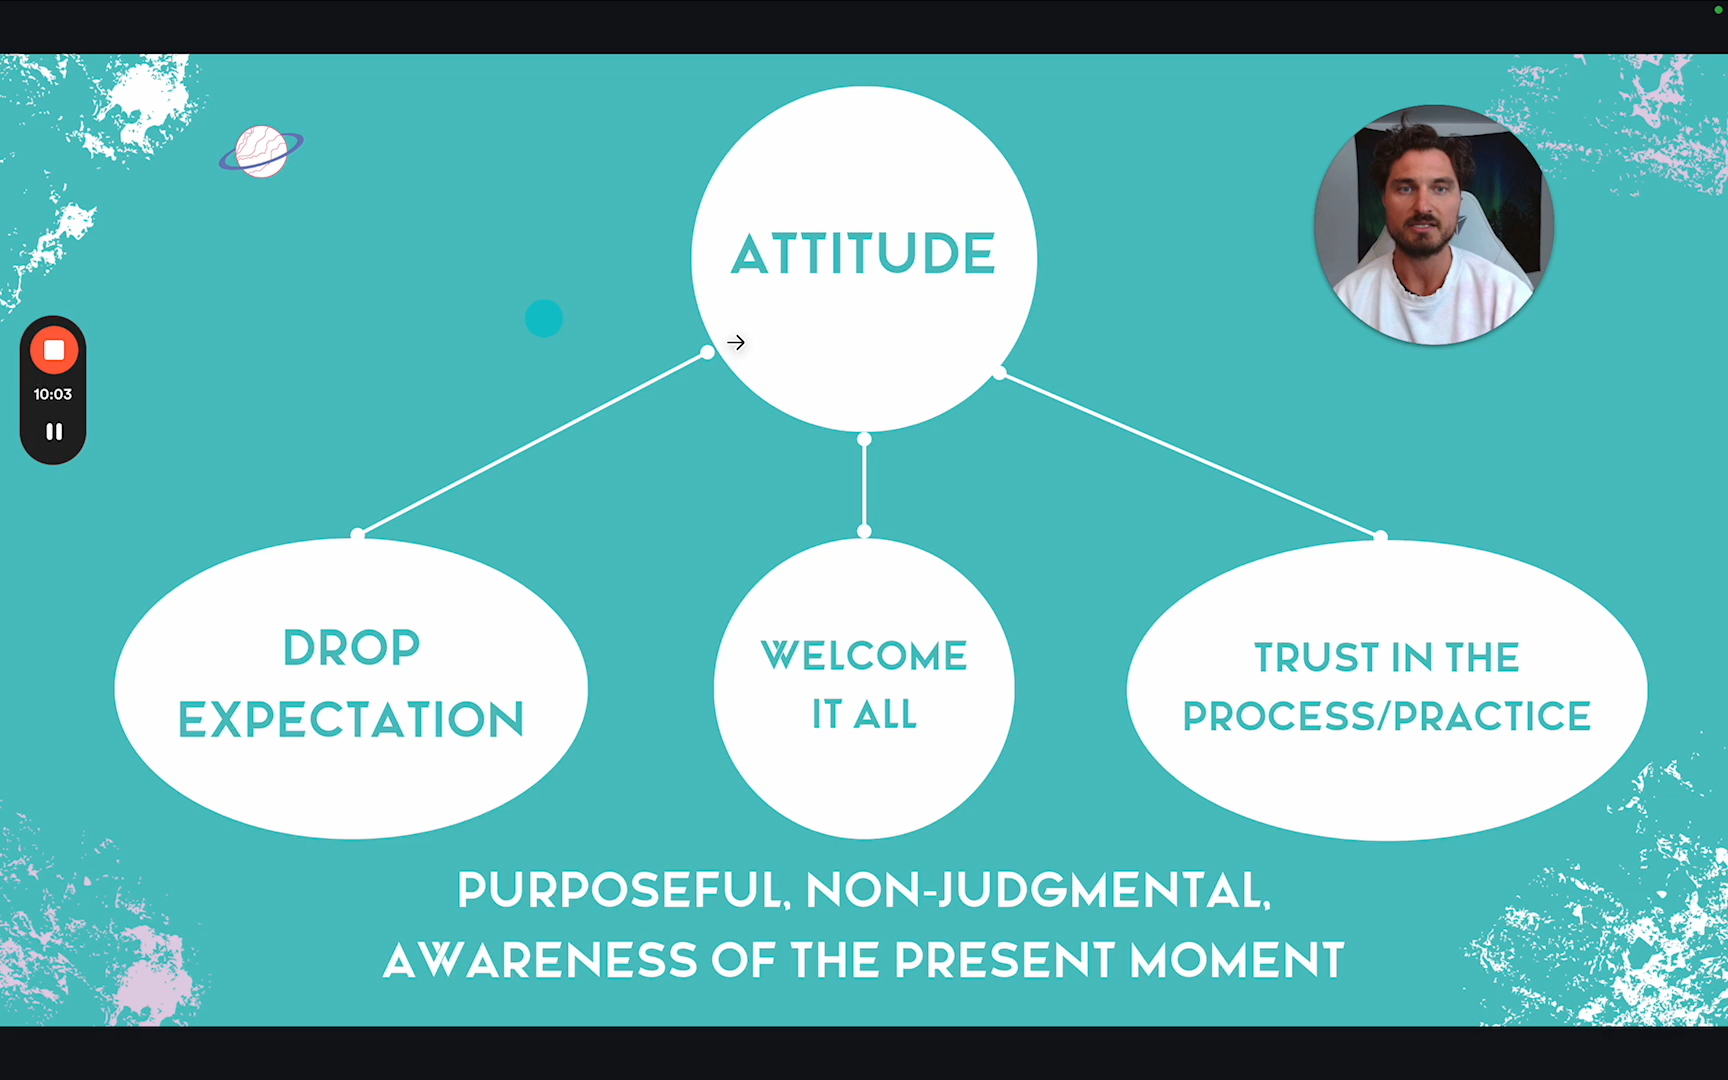 ATTITUDE
10:03
DROP
EXPECTATION
WELCOME
IT ALL
TRUST IN THE
PROCESS/PRACTICE
PURPOSEFUL, NON-JUDGMENTAL,
AWARENESS OF THE PRESENT MOMENT